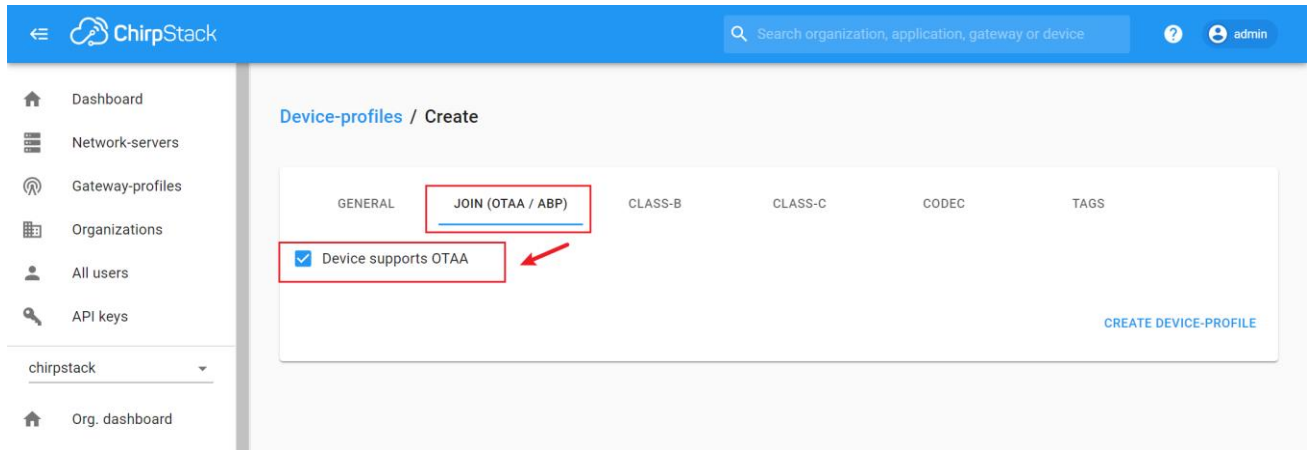 ChirpStack
Search organization, application, gateway or device
? admin
Dashboard
Network-servers
Gateway-profiles
Organizations
All users
API keys
chirpstack
Org. dashboard
Device-profiles / Create
GENERAL JOIN (OTAA / ABP) CLASS-B CLASS-C CODEC TAGS
Device supports OTAA
CREATE DEVICE-PROFILE